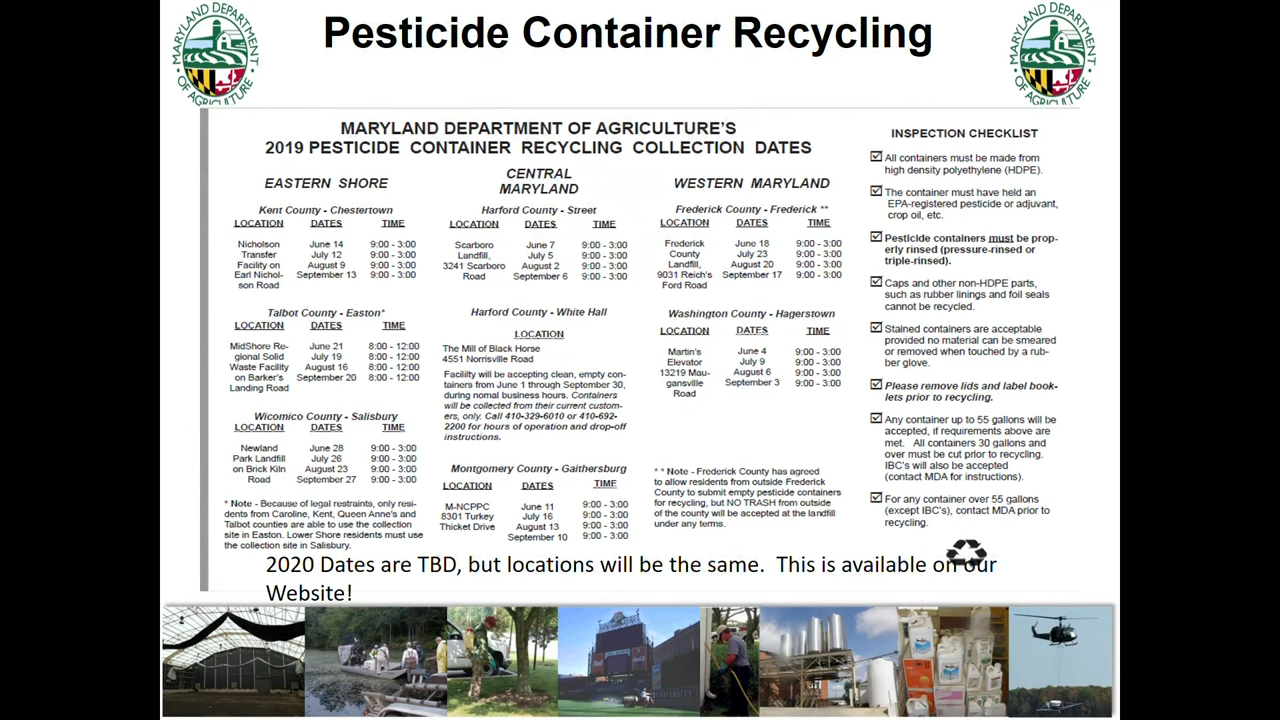 Pesticide Container Recycling
MARYLAND DEPARTMENT
OF AGRICULTURE
MARYLAND DEPARTMENT
OF AGRICULTURE
MARYLAND DEPARTMENT OF AGRICULTURE'S
2019 PESTICIDE CONTAINER RECYCLING COLLECTION DATES
EASTERN SHORE
Kent County - Chestertown
LOCATION DATES TIME
Nicholson June 14 9:00 - 3:00
Transfer July 12 9:00 - 3:00
Facility on August 9 9:00 - 3:00
Earl Nichol- September 13 9:00 - 3:00
son Road
Talbot County - Easton*
LOCATION DATES TIME
MidShore Re- June 21 8:00 - 12:00
gional Solid July 19 8:00 - 12:00
Waste Facility August 16 8:00 - 12:00
on Barker's September 20 8:00 - 12:00
Landing Road
Wicomico County - Salisbury
LOCATION DATES TIME
Newland June 28 9:00 - 3:00
Park Landfill July 26 9:00 - 3:00
on Brick Kiln August 23 9:00 - 3:00
Road September 27 9:00 - 3:00
* Note - Because of legal restraints, only resi-
dents from Caroline, Kent, Queen Anne's and
Talbot counties are able to use the collection
site in Easton. Lower Shore residents must use
the collection site in Salisbury.
CENTRAL
MARYLAND
Harford County - Street
LOCATION DATES TIME
Scarboro June 7 9:00 - 3:00
Landfill, July 5 9:00 - 3:00
3241 Scarboro August 2 9:00 - 3:00
Road September 6 9:00 - 3:00
Harford County - White Hall
LOCATION
The Mill of Black Horse
4551 Norrisville Road
Facility will be accepting clean, empty con-
tainers from June 1 through September 30,
during nomal business hours. Containers
will be collected from their current custom-
ers, only. Call 410-329-6010 or 410-692-
2200 for hours of operation and drop-off
instructions.
Montgomery County - Gaithersburg
LOCATION DATES TIME
M-NCPPC June 11 9:00 - 3:00
8301 Turkey July 16 9:00 - 3:00
Thicket Drive August 13 9:00 - 3:00
September 10 9:00 - 3:00
WESTERN MARYLAND
Frederick County - Frederick **
LOCATION DATES TIME
Frederick June 18 9:00 - 3:00
County July 23 9:00 - 3:00
Landfill, August 20 9:00 - 3:00
9031 Reich's September 17 9:00 - 3:00
Ford Road
Washington County - Hagerstown
LOCATION DATES TIME
Martin's June 4 9:00 - 3:00
Elevator July 9 9:00 - 3:00
13219 Mau- August 6 9:00 - 3:00
gansville September 3 9:00 - 3:00
Road
* * Note - Frederick County has agreed
to allow residents from outside Frederick
County to submit empty pesticide containers
for recycling, but NO TRASH from outside
of the county will be accepted at the landfill
under any terms.
INSPECTION CHECKLIST
All containers must be made from
high density polyethylene (HDPE).
The container must have held an
EPA-registered pesticide or adjuvant,
crop oil, etc.
Pesticide containers must be prop-
erly rinsed (pressure-rinsed or
triple-rinsed).
Caps and other non-HDPE parts,
such as rubber linings and foil seals
cannot be recycled.
Stained containers are acceptable
provided no material can be smeared
or removed when touched by a rub-
ber glove.
Please remove lids and label book-
lets prior to recycling.
Any container up to 55 gallons will be
accepted, if requirements above are
met. All containers 30 gallons and
over must be cut prior to recycling.
IBC's will also be accepted
(contact MDA for instructions).
For any container over 55 gallons
(except IBC's), contact MDA prior to
recycling.
2020 Dates are TBD, but locations will be the same. This is available on our
Website!